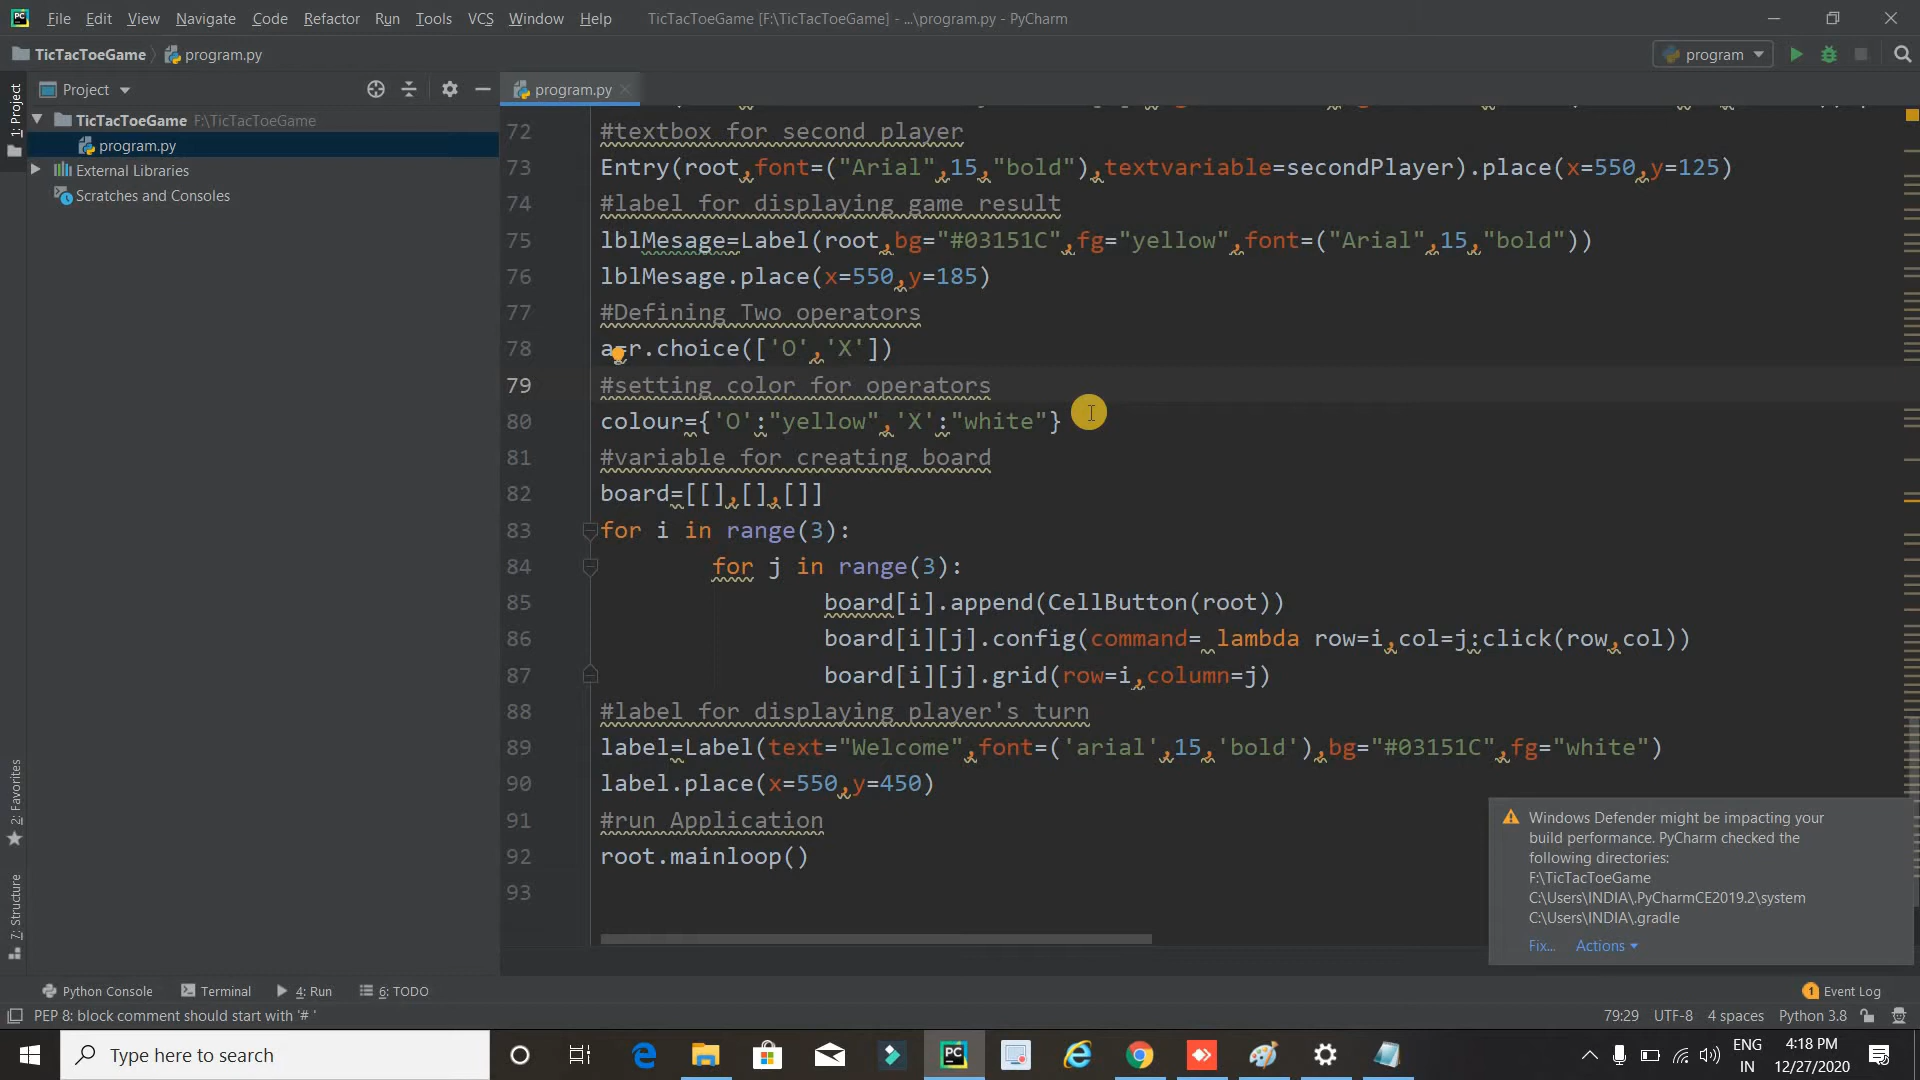 File Edit View Navigate Code Refactor Run Tools VCS Window Help TicTacToeGame [F:\TicTacToeGame] - ...\program.py - PyCharm
TicTacToeGame program.py program
1: Project
Project
program.py
TicTacToeGame F:\TicTacToeGame
program.py
External Libraries
Scratches and Consoles
72 #textbox for second player
73 Entry(root,font=("Arial",15,"bold"),textvariable=secondPlayer).place(x=550,y=125)
74 #label for displaying game result
75 lblMesage=Label(root,bg="#03151C",fg="yellow",font=("Arial",15,"bold"))
76 lblMesage.place(x=550,y=185)
77 #Defining Two operators
78 a=r.choice(['O','X'])
79 #setting color for operators
80 colour={'O':"yellow",'X':"white"}
81 #variable for creating board
82 board=[[],[],[]]
83 for i in range(3):
84 for j in range(3):
85 board[i].append(CellButton(root))
86 board[i][j].config(command= lambda row=i,col=j:click(row,col))
87 board[i][j].grid(row=i,column=j)
88 #label for displaying player's turn
89 label=Label(text="Welcome",font=('arial',15,'bold'),bg="#03151C",fg="white")
90 label.place(x=550,y=450)
91 #run Application
92 root.mainloop()
93
2: Favorites
7: Structure
Windows Defender might be impacting your
build performance. PyCharm checked the
following directories:
F:\TicTacToeGame
C:\Users\INDIA\.PyCharmCE2019.2\system
C:\Users\INDIA\.gradle
Fix... Actions
Python Console Terminal 4: Run 6: TODO 1 Event Log
PEP 8: block comment should start with '# ' 79:29 UTF-8 4 spaces Python 3.8
Type here to search
PC
ENG
IN
4:18 PM
12/27/2020